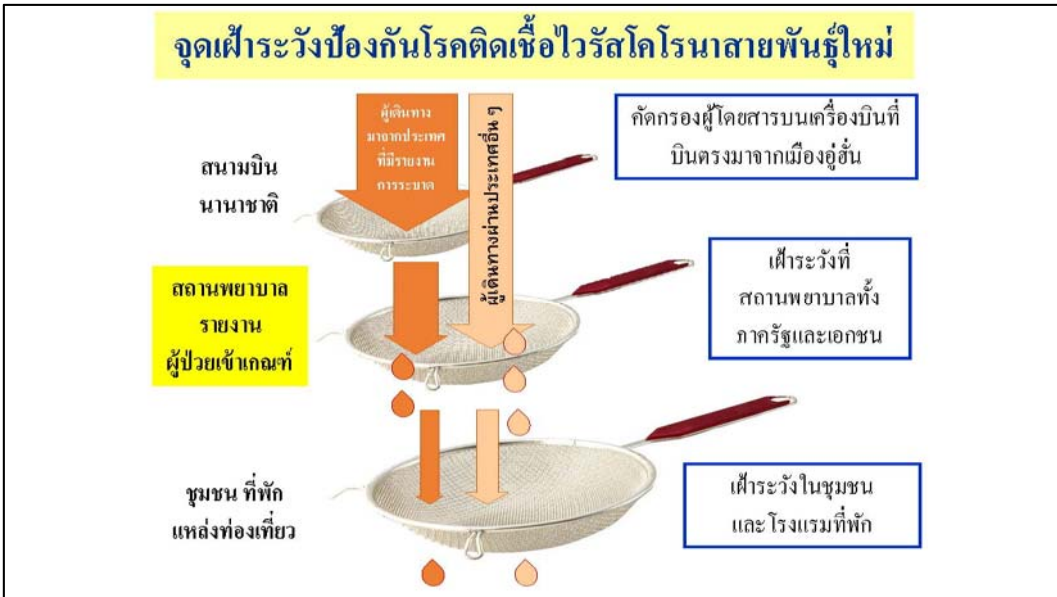 จุดเฝ้าระวังป้องกันโรคติดเชื้อไวรัสโคโรนาสายพันธุ์ใหม่
ผู้เดินทาง
มาจากประเทศ
ที่มีรายงาน
การระบาด
ผู้เดินทางผ่านประเทศอื่น ๆ
สนามบิน
นานาชาติ
คัดกรองผู้โดยสารบนเครื่องบินที่
บินตรงมาจากเมืองอู่ฮั่น
สถานพยาบาล
รายงาน
ผู้ป่วยเข้าเกณฑ์
เฝ้าระวังที่
สถานพยาบาลทั้ง
ภาครัฐและเอกชน
ชุมชน ที่พัก
แหล่งท่องเที่ยว
เฝ้าระวังในชุมชน
และโรงแรมที่พัก